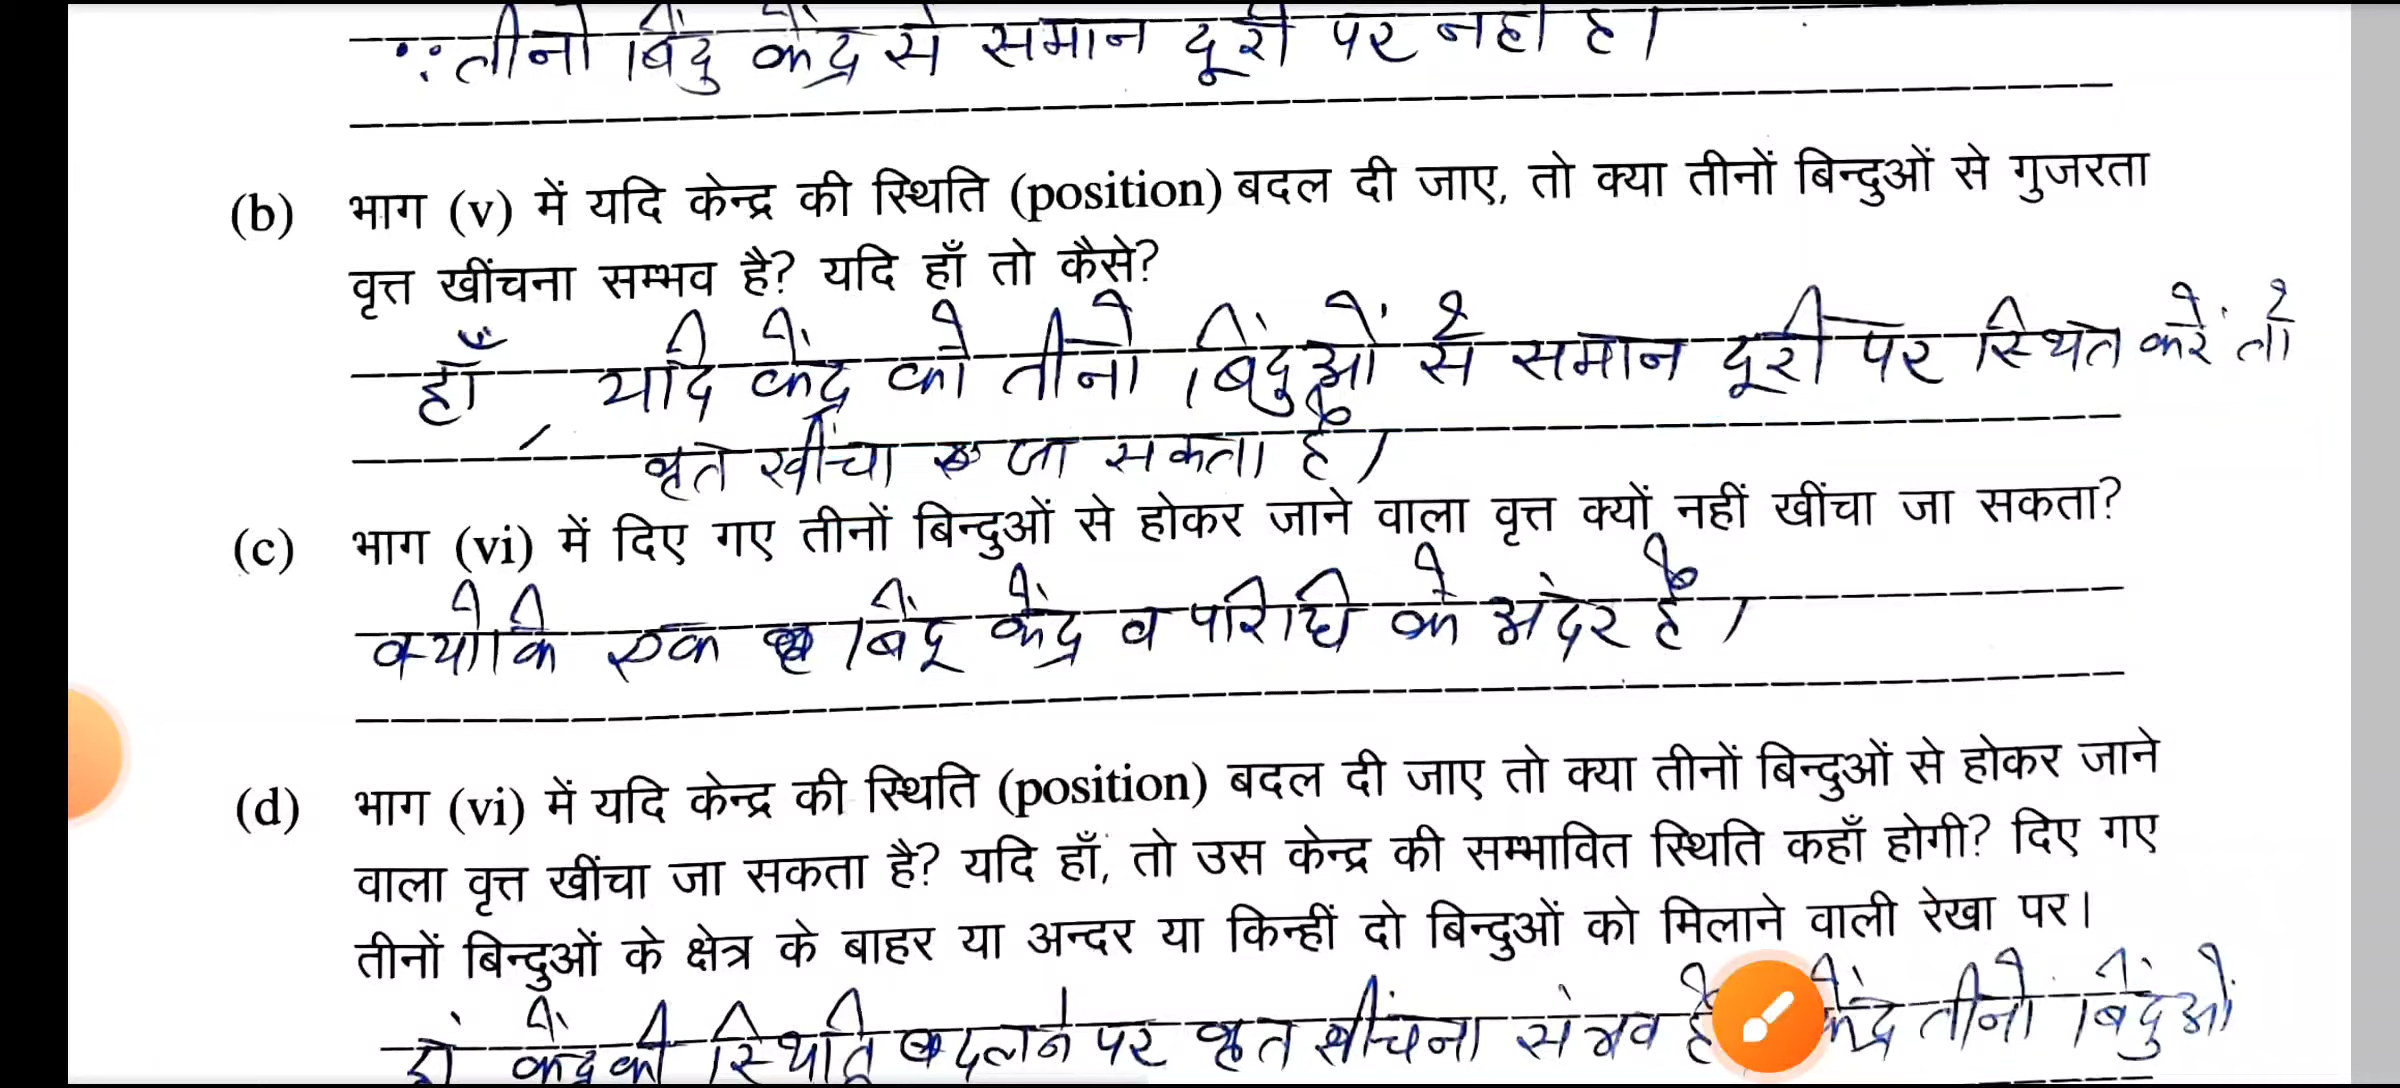 ∵ तीनो बिंदु केंद्र से समान दूरी पर नही है।
(b) भाग (v) में यदि केन्द्र की स्थिति (position) बदल दी जाए, तो क्या तीनों बिन्दुओं से गुजरता
वृत्त खींचना सम्भव है? यदि हाँ तो कैसे?
हाँ, यदि केंद्र को तीनो बिंदुओं से समान दूरी पर स्थित करें तो
वृत खींचा जा सकता है।
(c) भाग (vi) में दिए गए तीनों बिन्दुओं से होकर जाने वाला वृत्त क्यों नहीं खींचा जा सकता?
क्योकि एक बिंदू केंद्र व परिधि के अंदर है।
(d) भाग (vi) में यदि केन्द्र की स्थिति (position) बदल दी जाए तो क्या तीनों बिन्दुओं से होकर जाने
वाला वृत्त खींचा जा सकता है? यदि हाँ, तो उस केन्द्र की सम्भावित स्थिति कहाँ होगी? दिए गए
तीनों बिन्दुओं के क्षेत्र के बाहर या अन्दर या किन्हीं दो बिन्दुओं को मिलाने वाली रेखा पर।
हां केंद्र की स्थिति बदलने पर वृत खींचना संभव है केंद्र तीनो बिंदुओं